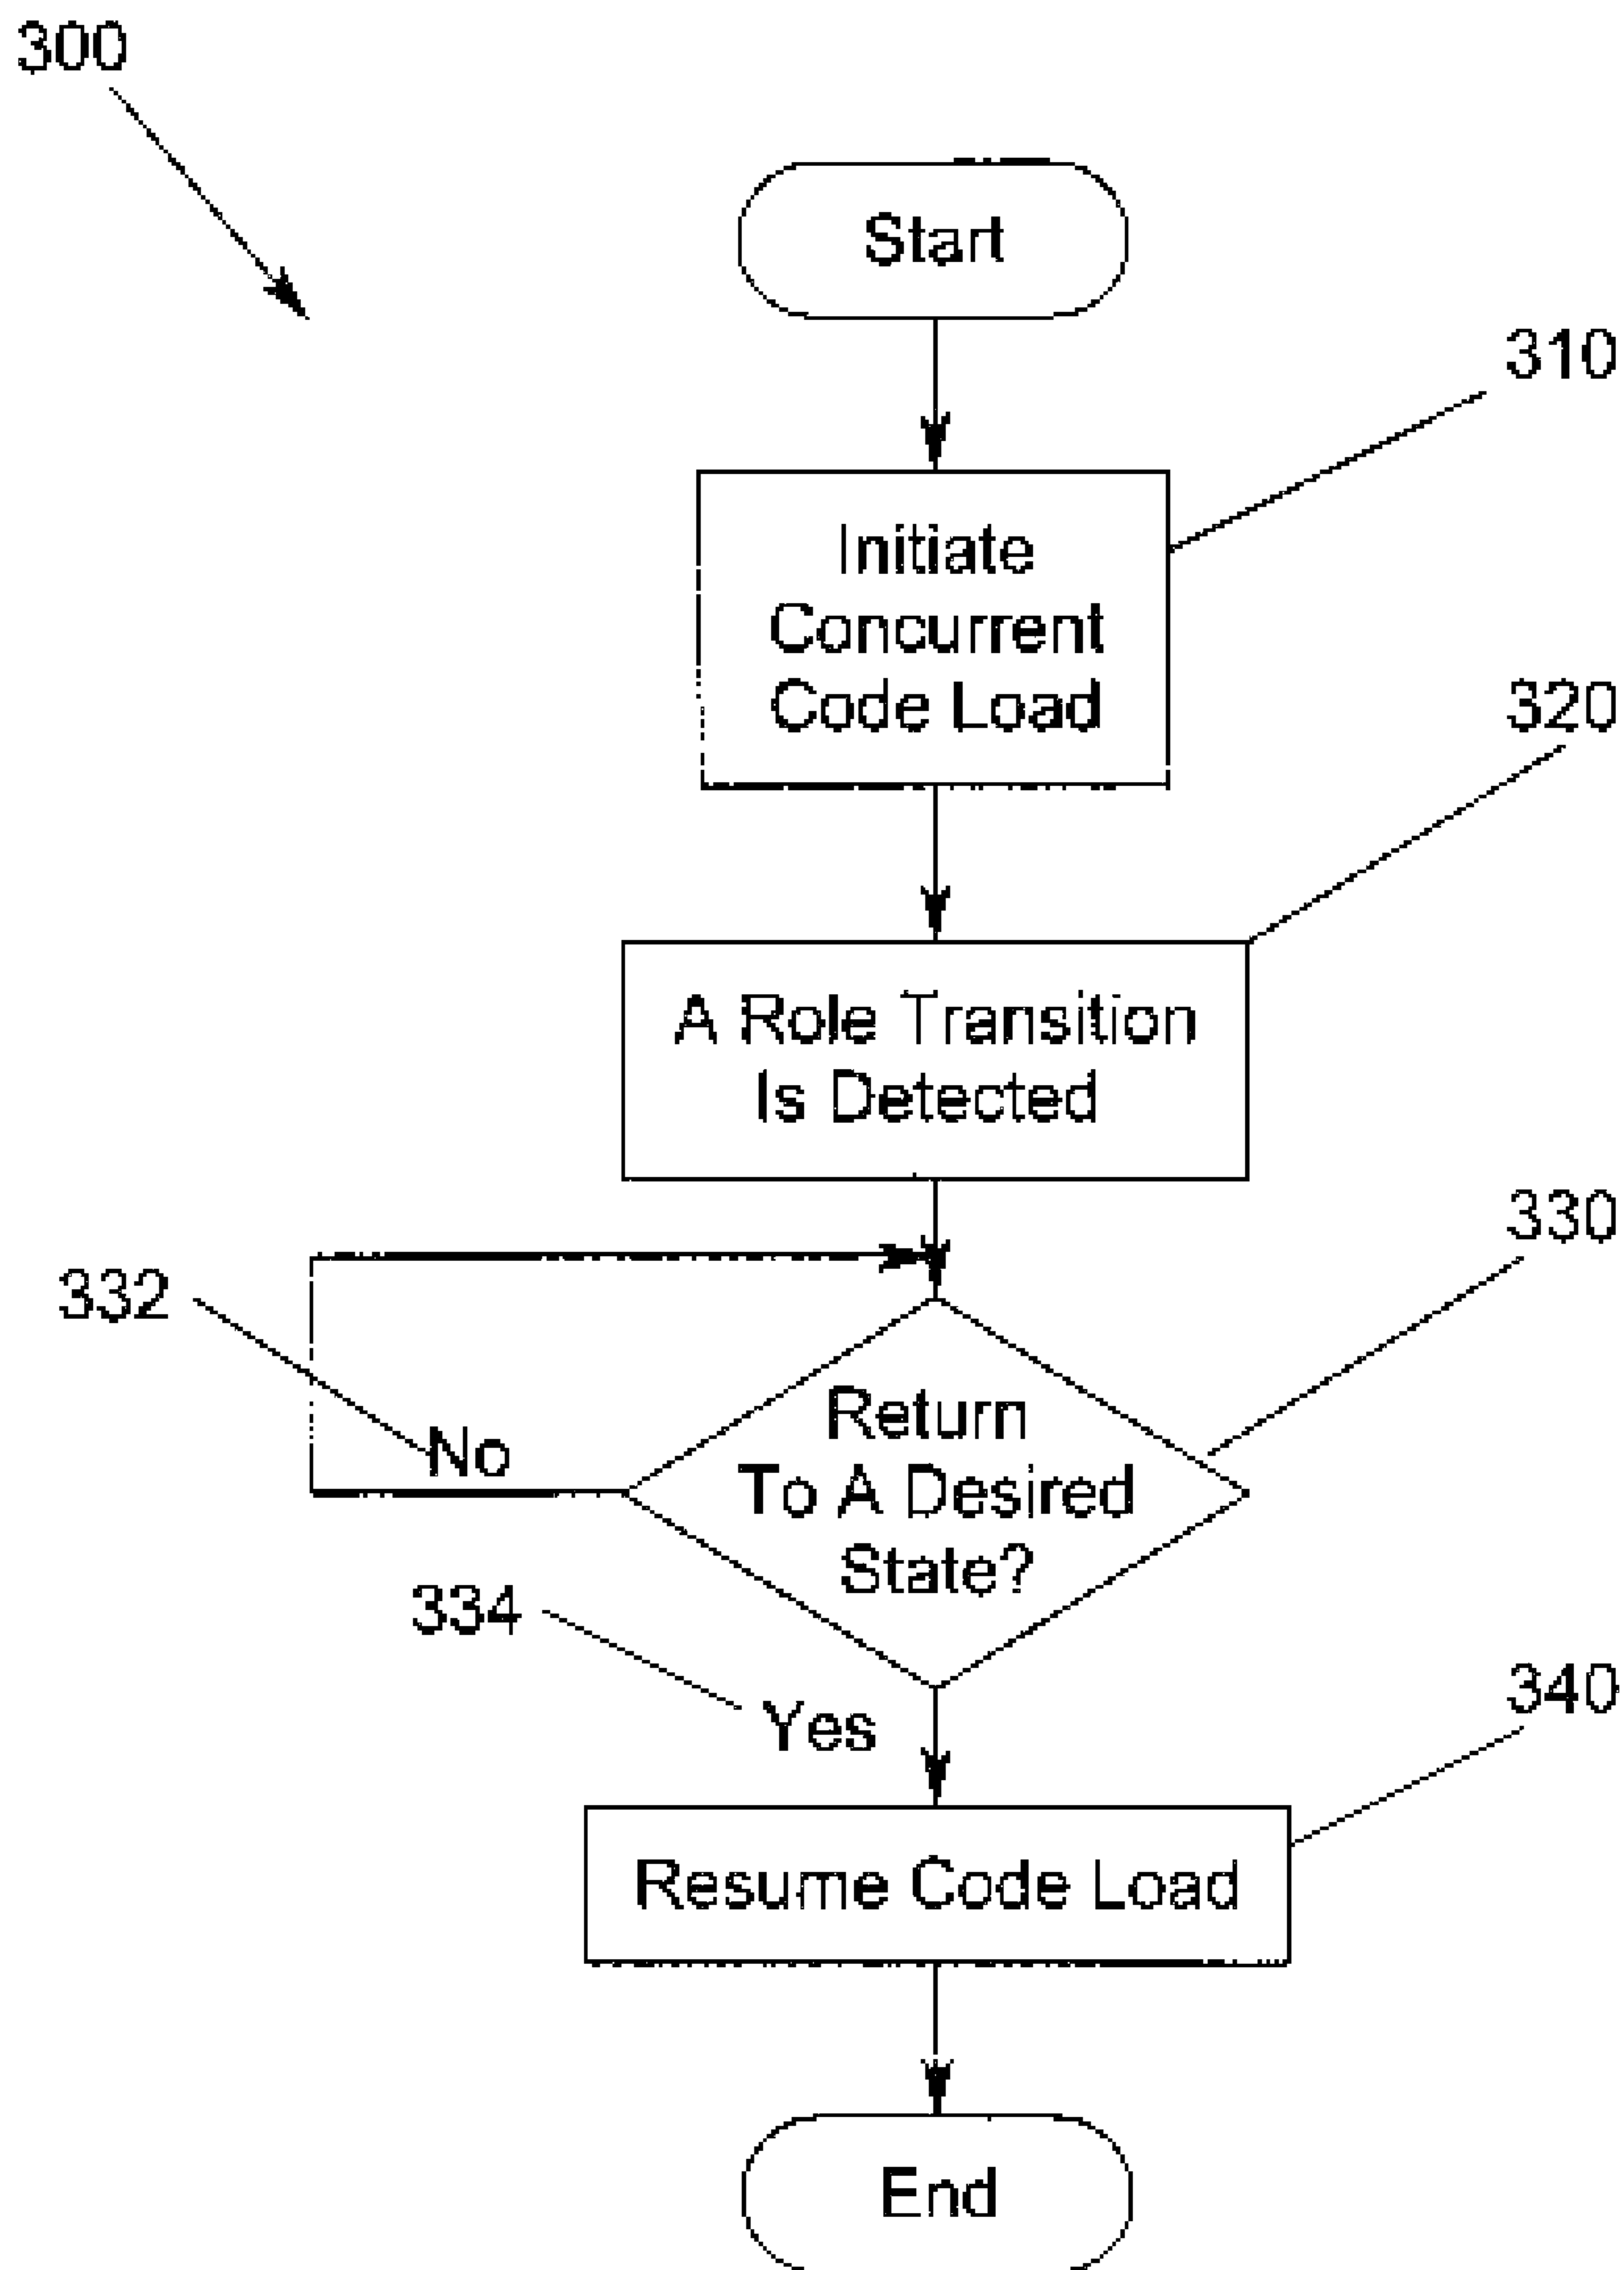 300
Start
310
Initiate
Concurrent
Code Load
320
A Role Transition
Is Detected
330
332
No
Return
To A Desired
State?
334
Yes
340
Resume Code Load
End